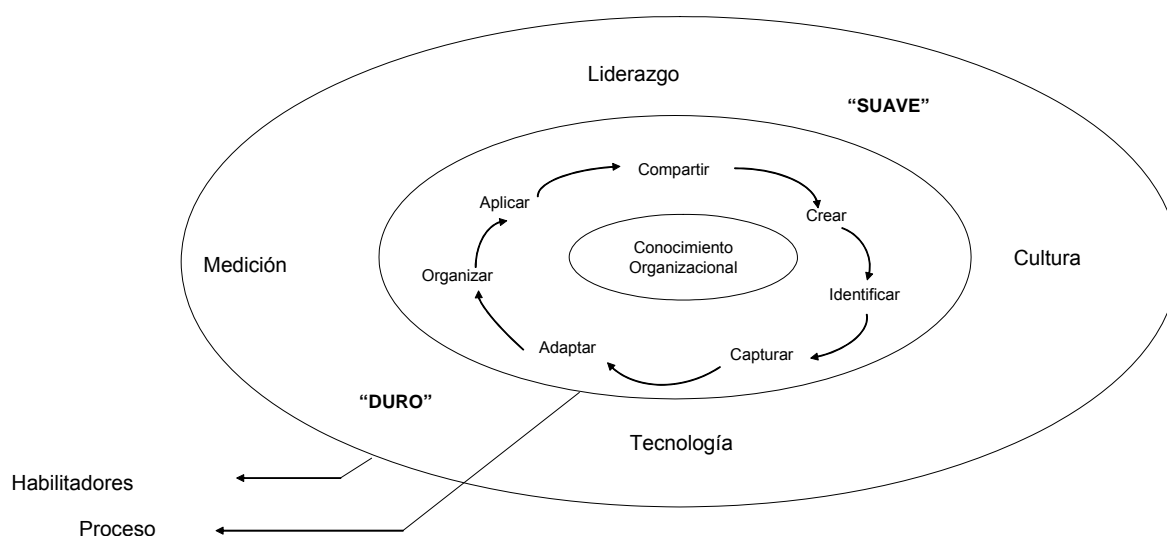 Liderazgo
“SUAVE”
Compartir
Aplicar
Crear
Conocimiento
Organizacional
Medición
Cultura
Organizar
Identificar
Adaptar
Capturar
“DURO”
Tecnología
Habilitadores
Proceso